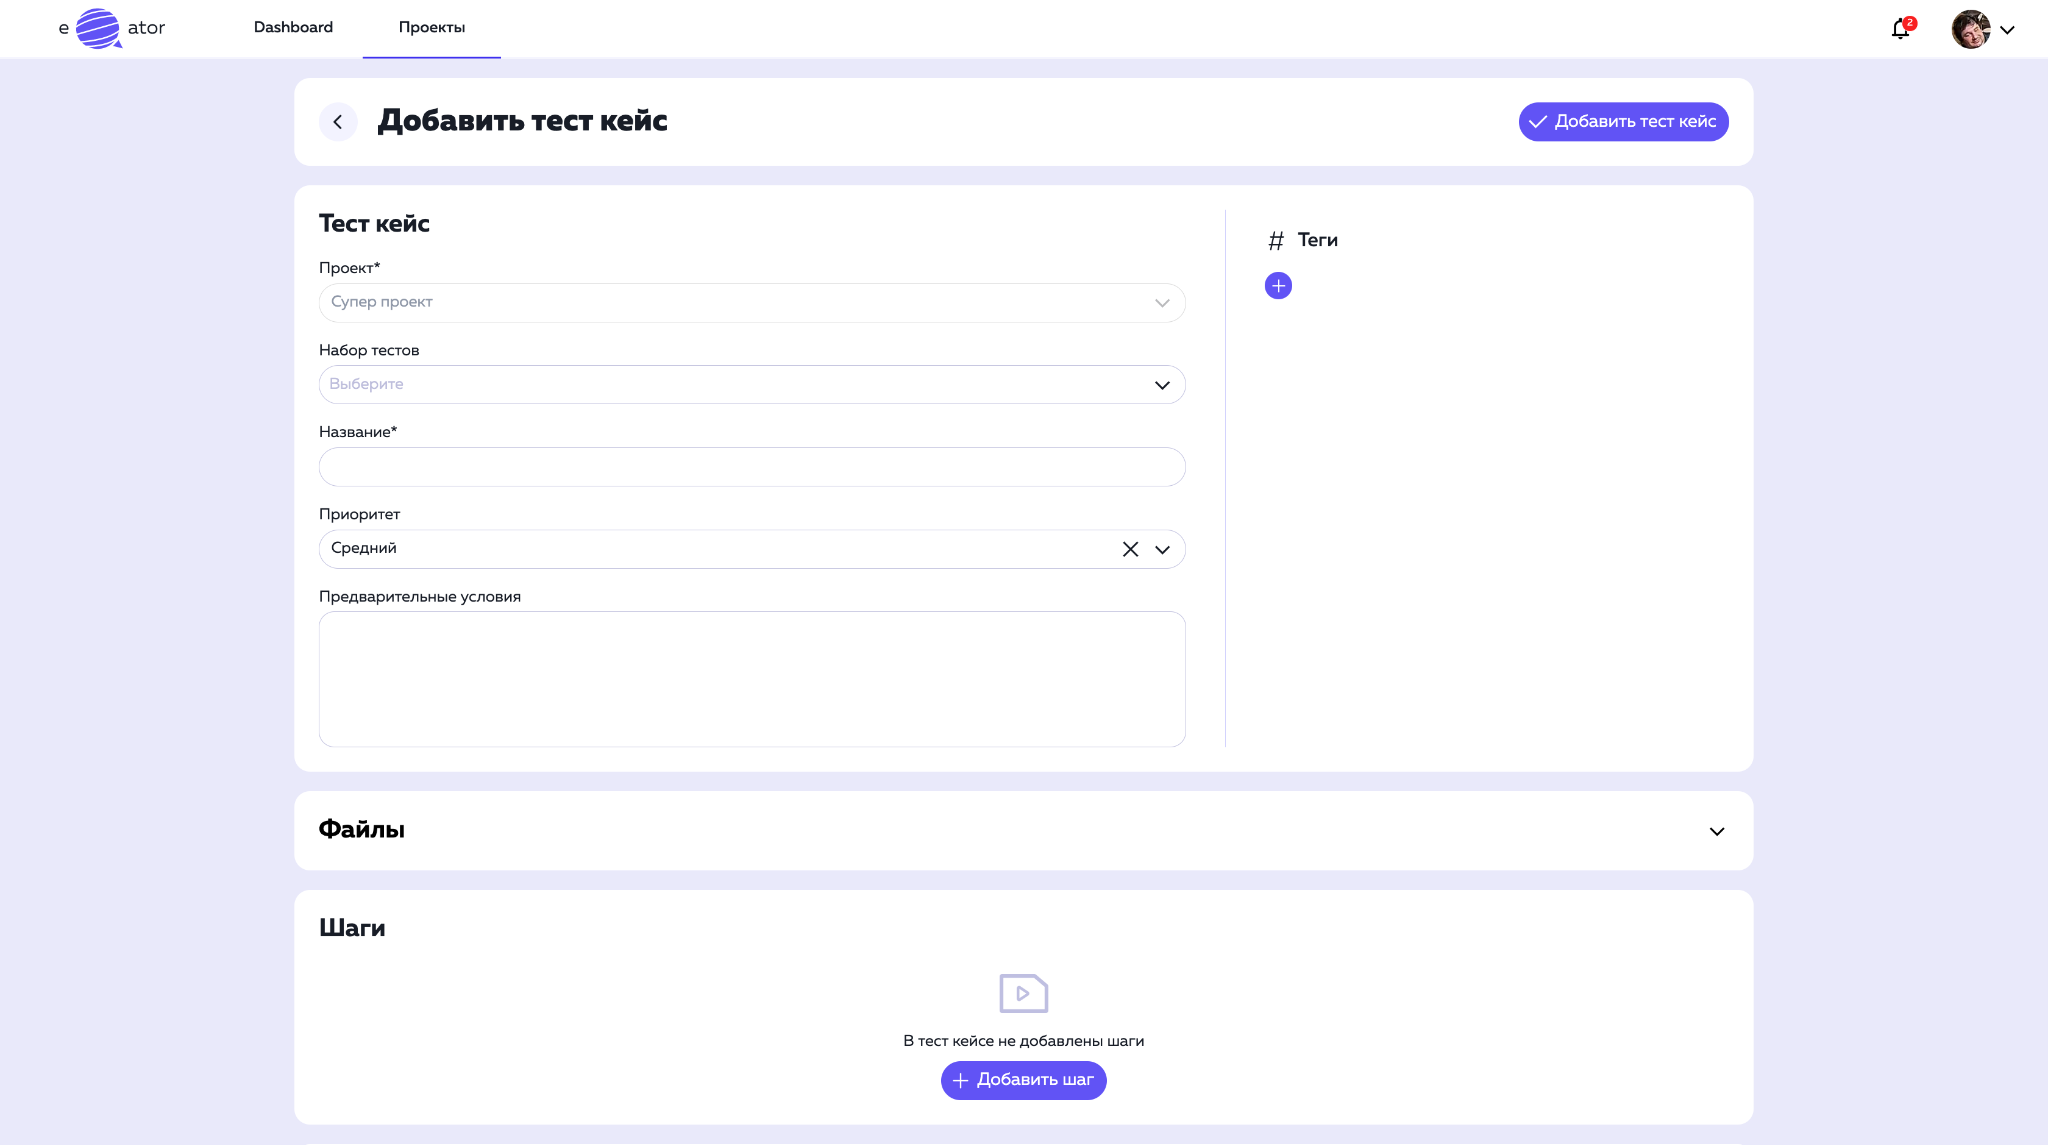 e ator
Dashboard
Проекты
2
Добавить тест кейс
Добавить тест кейс
Тест кейс
Проект*
Супер проект
Набор тестов
Выберите
Название*
Приоритет
Средний
Предварительные условия
# Теги
Файлы
Шаги
В тест кейсе не добавлены шаги
Добавить шаг